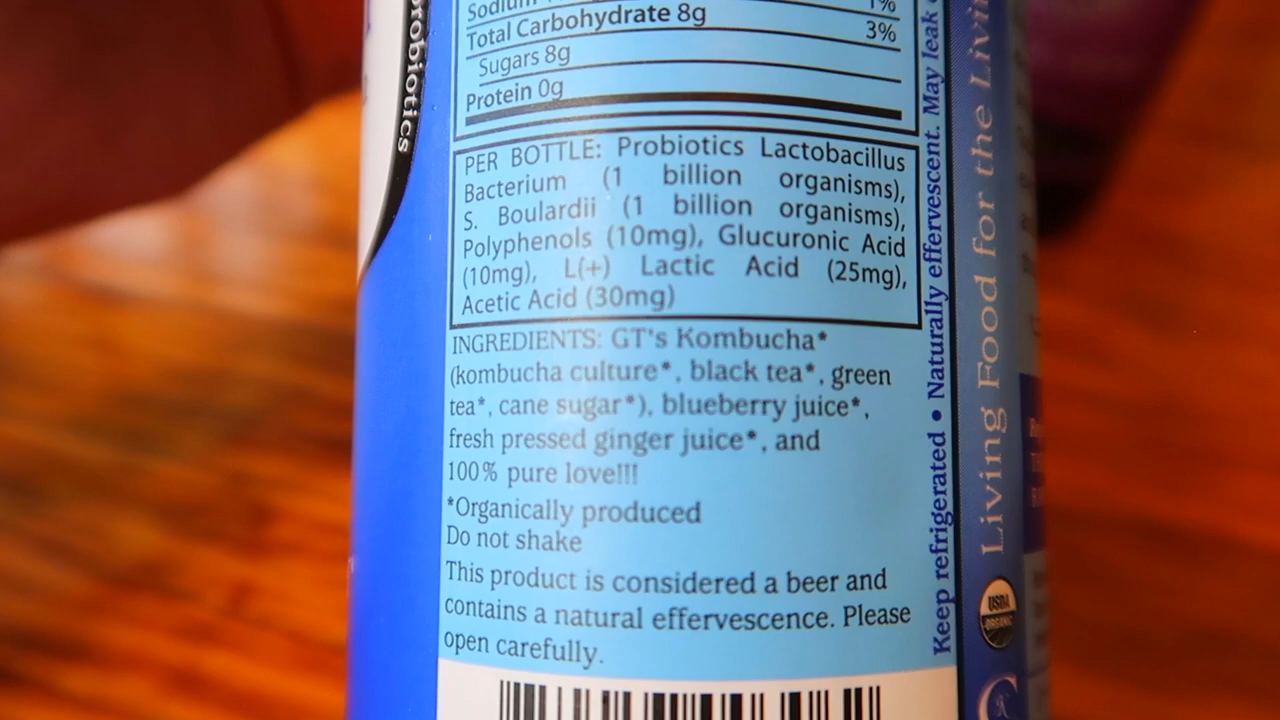 probiotics
Sodium
1%
Total Carbohydrate 8g 3%
Sugars 8g
Protein 0g
PER BOTTLE: Probiotics Lactobacillus
Bacterium (1 billion organisms),
S. Boulardii (1 billion organisms),
Polyphenols (10mg), Glucuronic Acid
(10mg), L(+) Lactic Acid (25mg),
Acetic Acid (30mg)
INGREDIENTS: GT's Kombucha*
(kombucha culture*, black tea*, green
tea*, cane sugar*), blueberry juice*,
fresh pressed ginger juice*, and
100% pure love!!!
*Organically produced
Do not shake
This product is considered a beer and
contains a natural effervescence. Please
open carefully.
Keep refrigerated • Naturally effervescent. May leak
Living Food for the Livin
USDA
ORGANIC